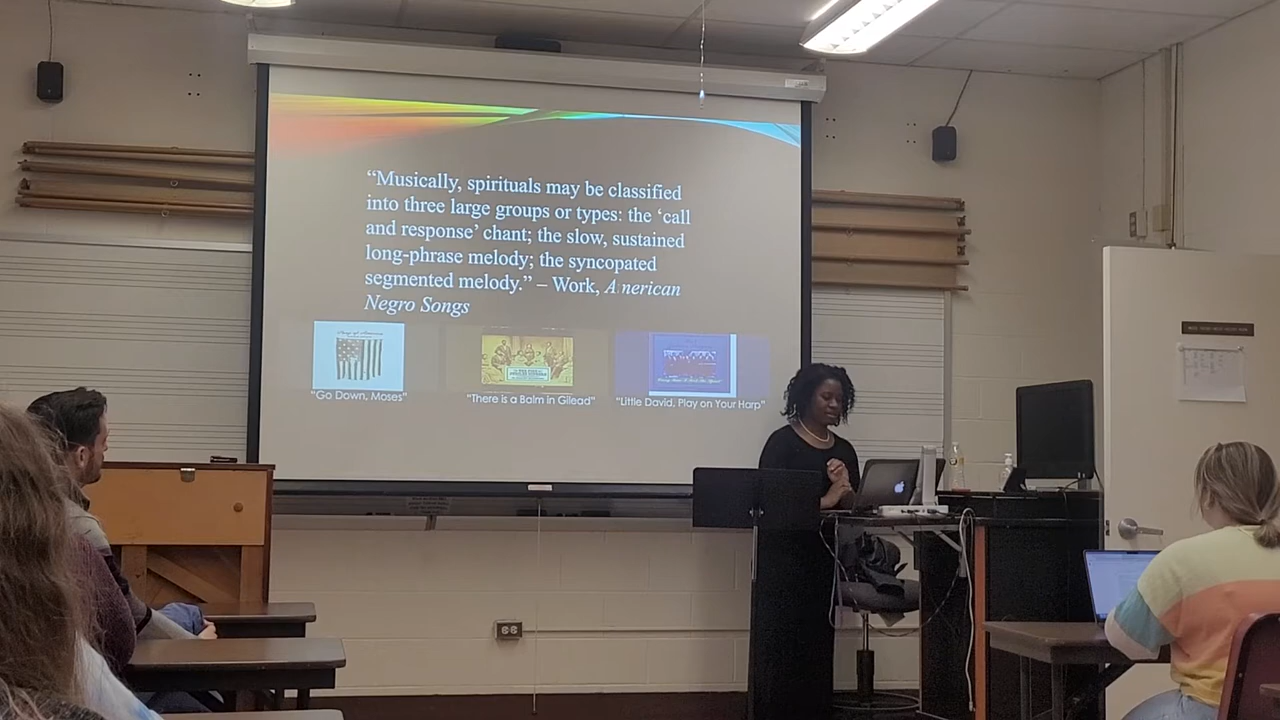 “Musically, spirituals may be classified
into three large groups or types: the ‘call
and response’ chant; the slow, sustained
long-phrase melody; the syncopated
segmented melody.” – Work, American
Negro Songs
"Go Down, Moses"
"There is a Balm in Gilead"
"Little David, Play on Your Harp"